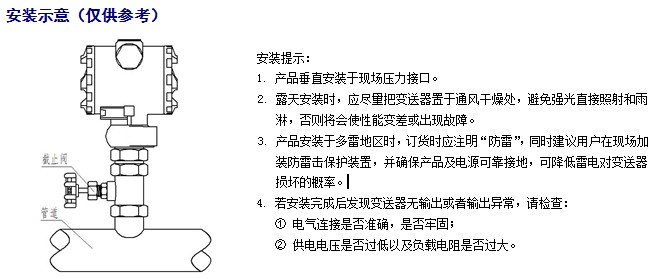 安装示意（仅供参考）
截止阀
管道
安装提示：
1. 产品垂直安装于现场压力接口。
2. 露天安装时，应尽量把变送器置于通风干燥处，避免强光直接照射和雨
淋，否则将会使性能变差或出现故障。
3. 产品安装于多雷地区时，订货时应注明“防雷”，同时建议用户在现场加
装防雷击保护装置，并确保产品及电源可靠接地，可降低雷电对变送器
损坏的概率。
4. 若安装完成后发现变送器无输出或者输出异常，请检查：
① 电气连接是否准确，是否牢固；
② 供电电压是否过低以及负载电阻是否过大。